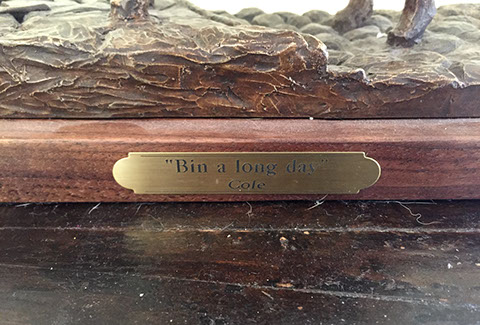 "Bin a long day"
Cole